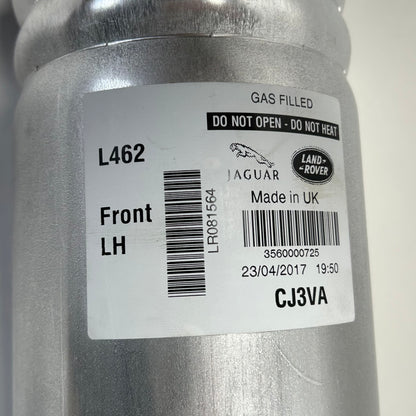 GAS FILLED
DO NOT OPEN - DO NOT HEAT
L462
JAGUAR
LAND-
-ROVER
Made in UK
Front
LH
LR081564
3560000725
23/04/2017 19:50
CJ3VA